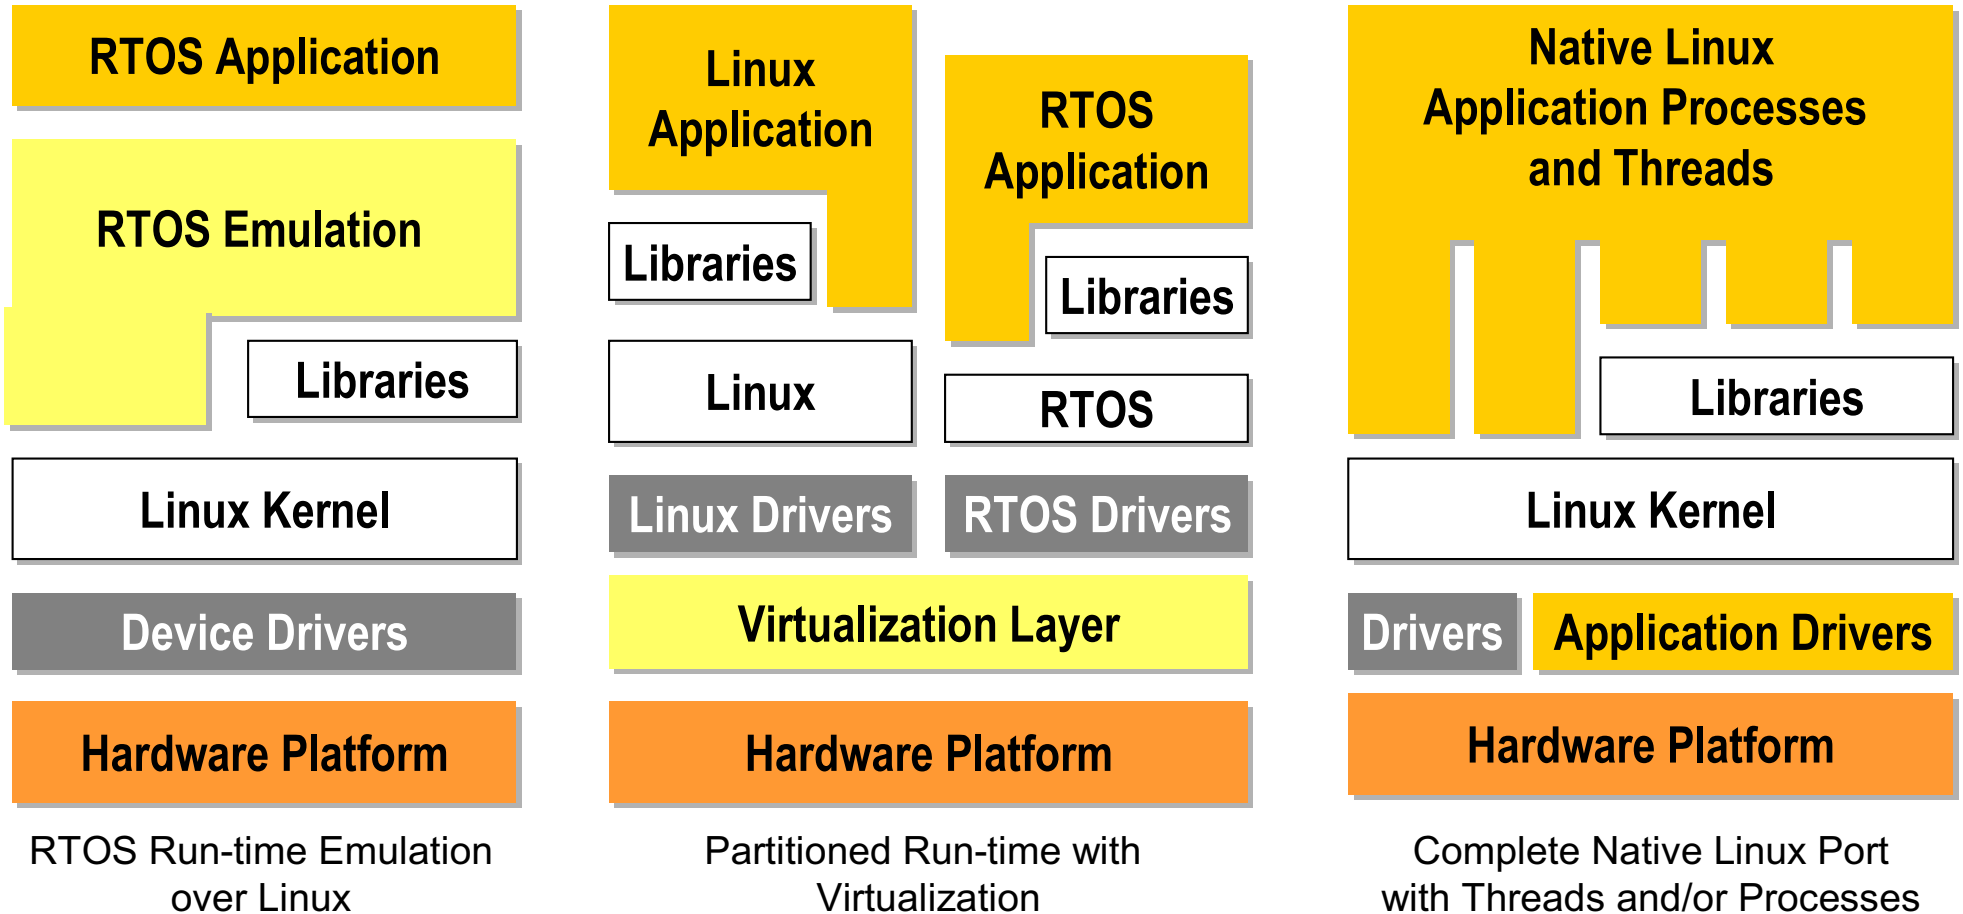 RTOS Application
RTOS Emulation
Libraries
Linux Kernel
Device Drivers
Hardware Platform
RTOS Run-time Emulation
over Linux
Linux
Application
Libraries
Linux
Linux Drivers
RTOS
Application
Libraries
RTOS
RTOS Drivers
Virtualization Layer
Hardware Platform
Partitioned Run-time with
Virtualization
Native Linux
Application Processes
and Threads
Libraries
Linux Kernel
Drivers
Application Drivers
Hardware Platform
Complete Native Linux Port
with Threads and/or Processes